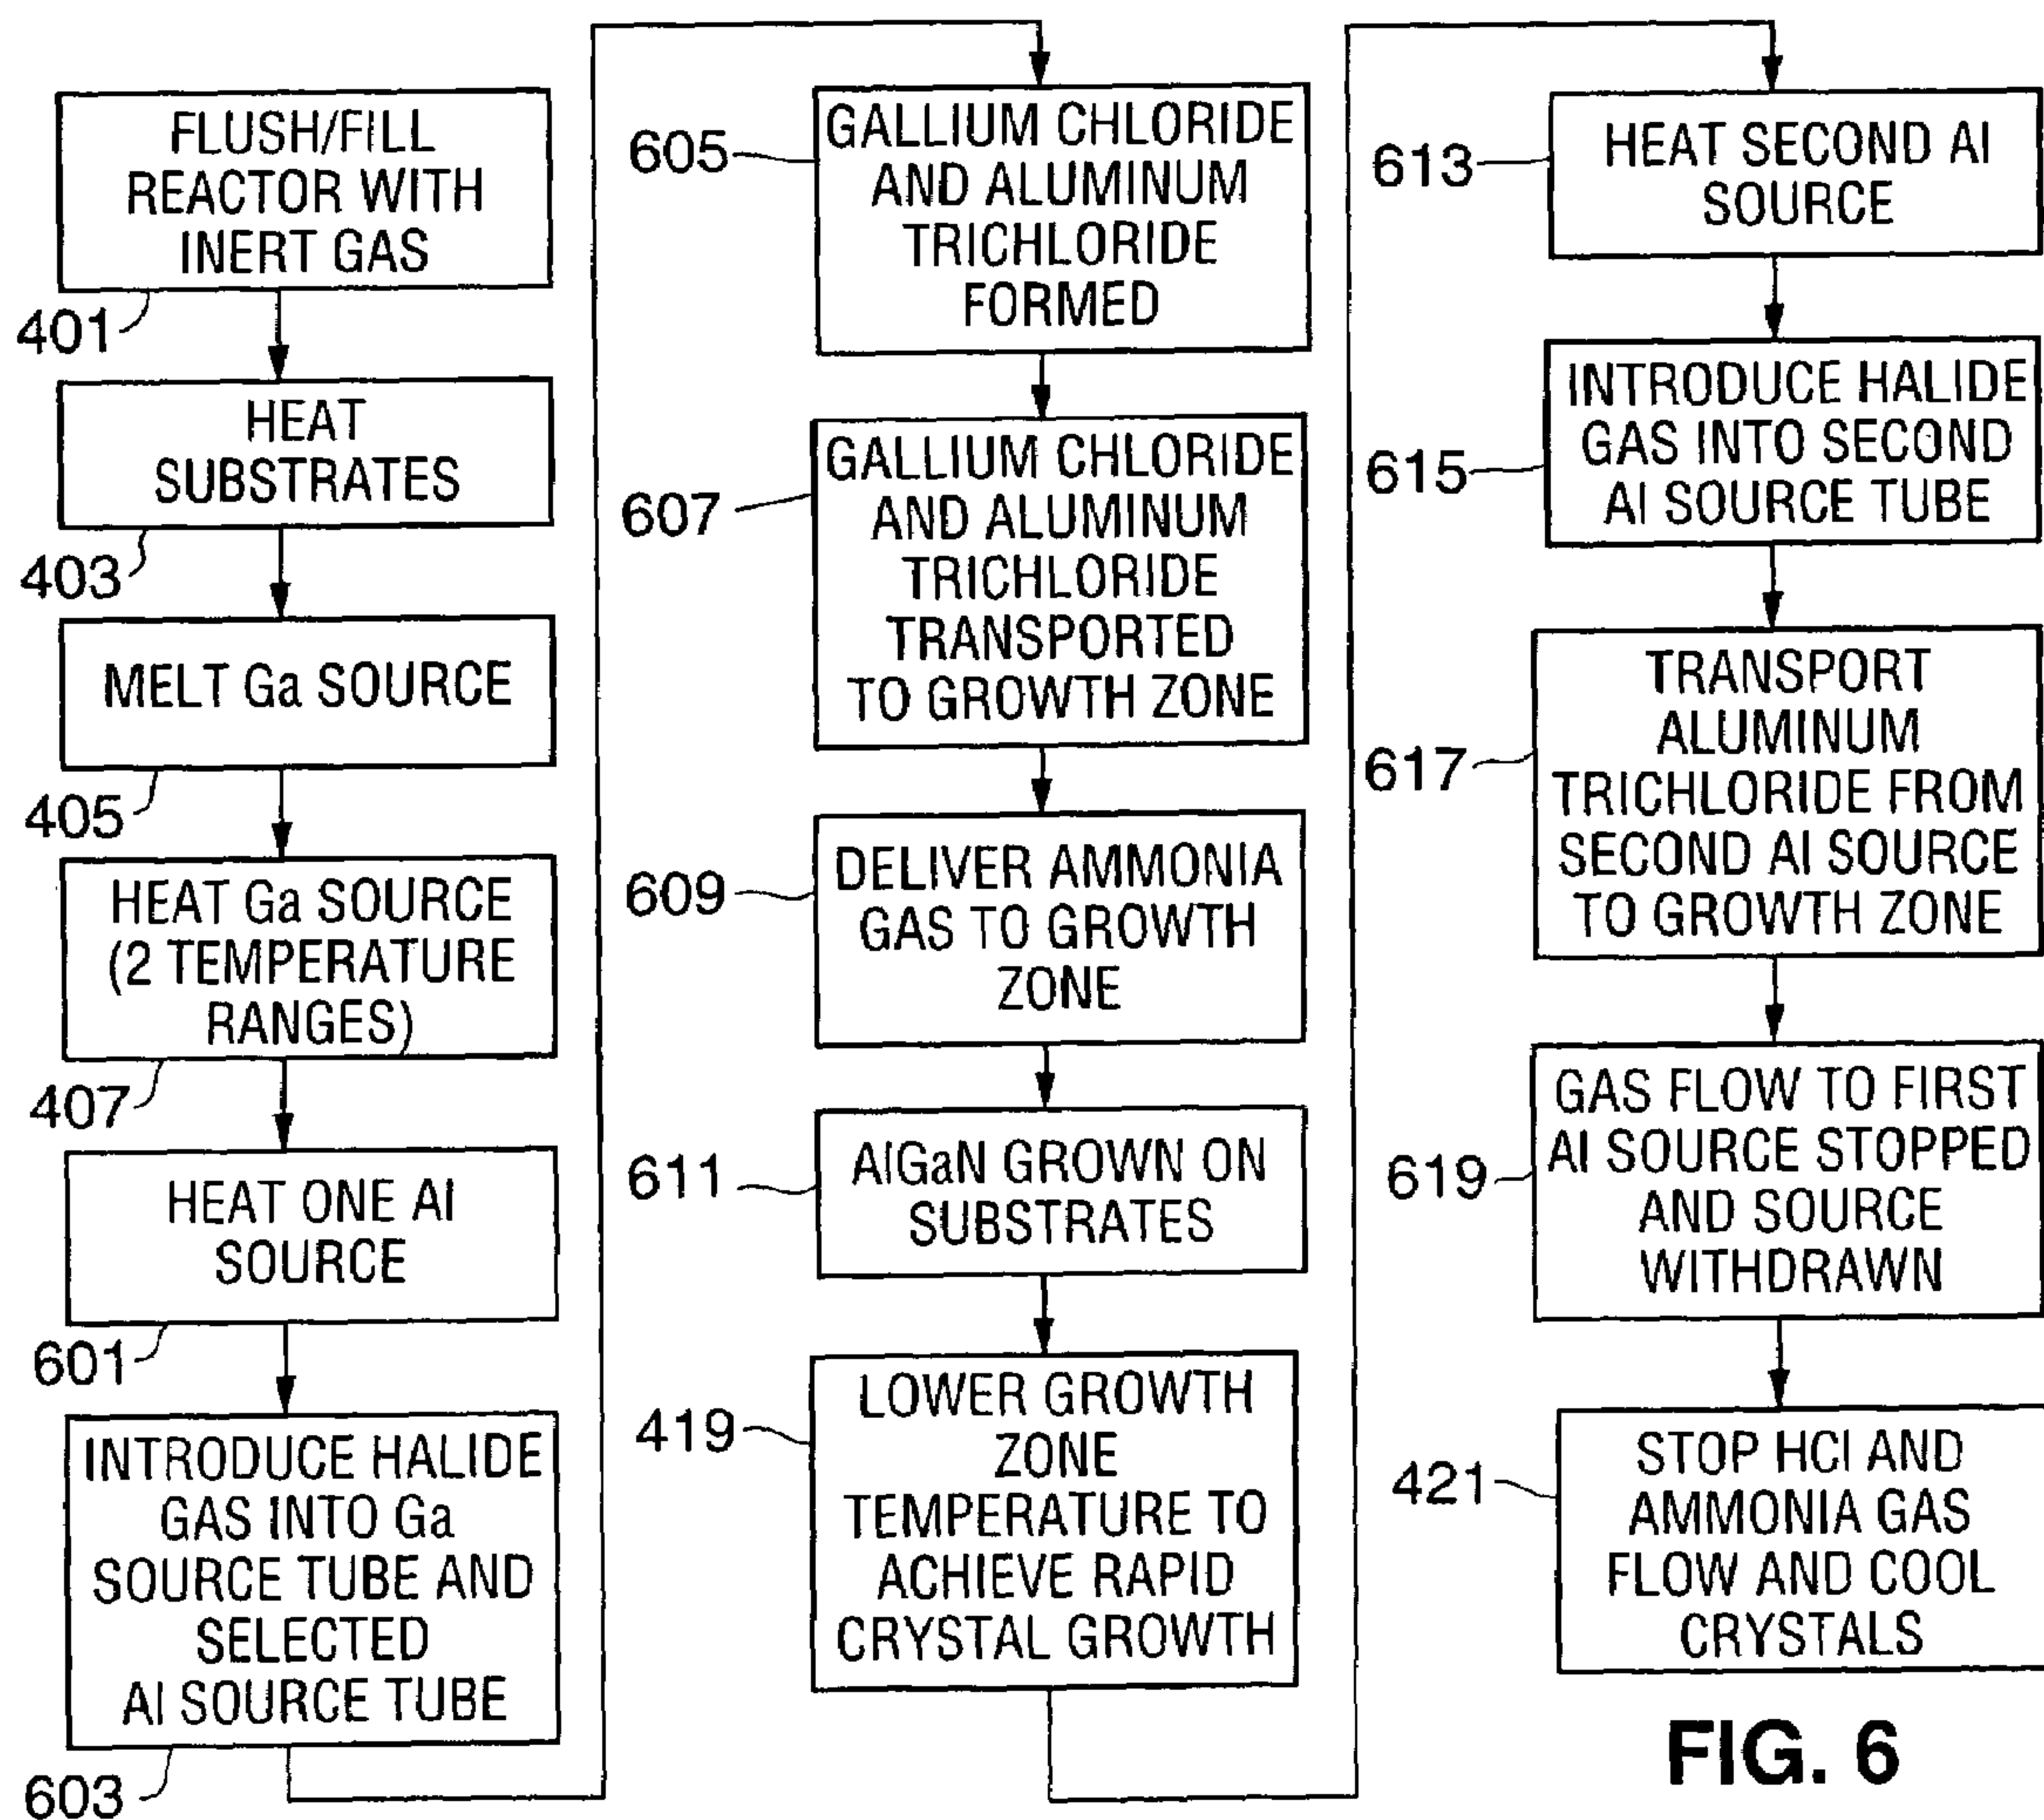 FLUSH/FILL
REACTOR WITH
INERT GAS
401
HEAT
SUBSTRATES
403
MELT Ga SOURCE
405
HEAT Ga SOURCE
(2 TEMPERATURE
RANGES)
407
HEAT ONE Al
SOURCE
601
INTRODUCE HALIDE
GAS INTO Ga
SOURCE TUBE AND
SELECTED
Al SOURCE TUBE
603
605
GALLIUM CHLORIDE
AND ALUMINUM
TRICHLORIDE
FORMED
607
GALLIUM CHLORIDE
AND ALUMINUM
TRICHLORIDE
TRANSPORTED
TO GROWTH ZONE
609
DELIVER AMMONIA
GAS TO GROWTH
ZONE
611
AlGaN GROWN ON
SUBSTRATES
419
LOWER GROWTH
ZONE
TEMPERATURE TO
ACHIEVE RAPID
CRYSTAL GROWTH
613
HEAT SECOND Al
SOURCE
615
INTRODUCE HALIDE
GAS INTO SECOND
Al SOURCE TUBE
617
TRANSPORT
ALUMINUM
TRICHLORIDE FROM
SECOND Al SOURCE
TO GROWTH ZONE
619
GAS FLOW TO FIRST
Al SOURCE STOPPED
AND SOURCE
WITHDRAWN
421
STOP HCl AND
AMMONIA GAS
FLOW AND COOL
CRYSTALS
FIG. 6